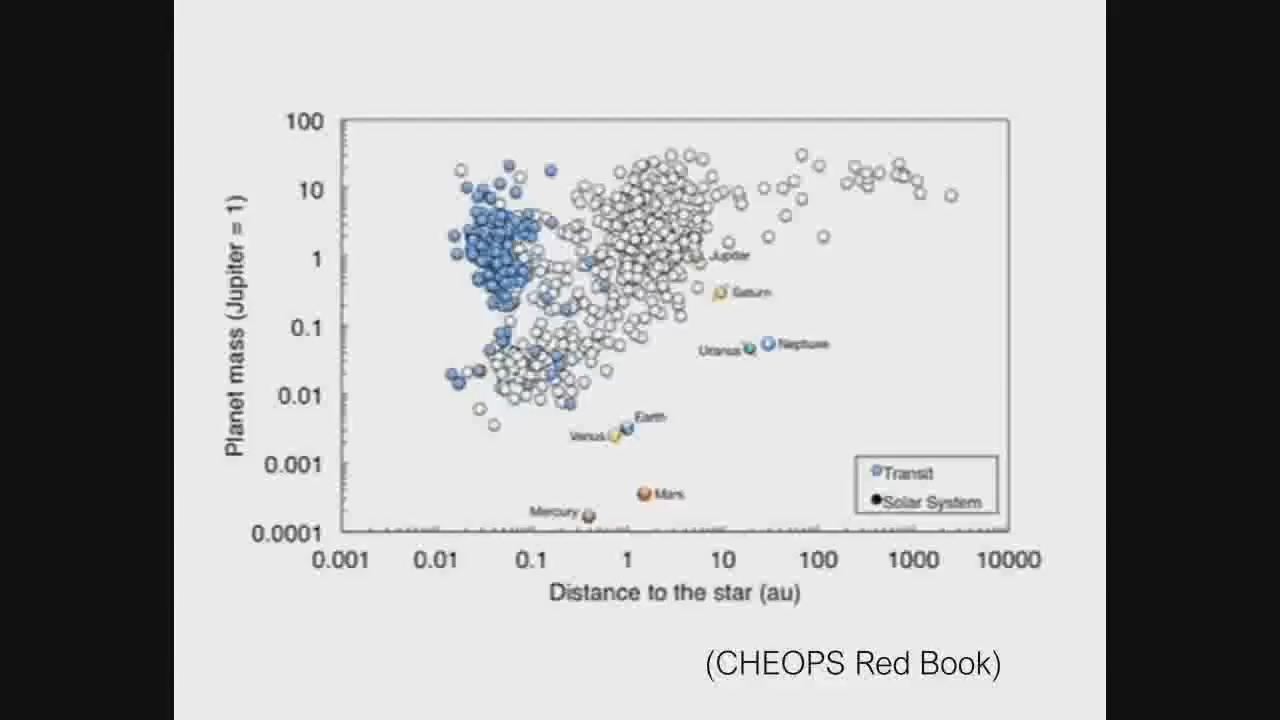 100
10
1
0.1
0.01
0.001
0.0001
Planet mass (Jupiter = 1)
Jupiter
Saturn
Uranus
Neptune
Earth
Venus
Mars
Mercury
Transit
Solar System
0.001 0.01 0.1 1 10 100 1000 10000
Distance to the star (au)
(CHEOPS Red Book)